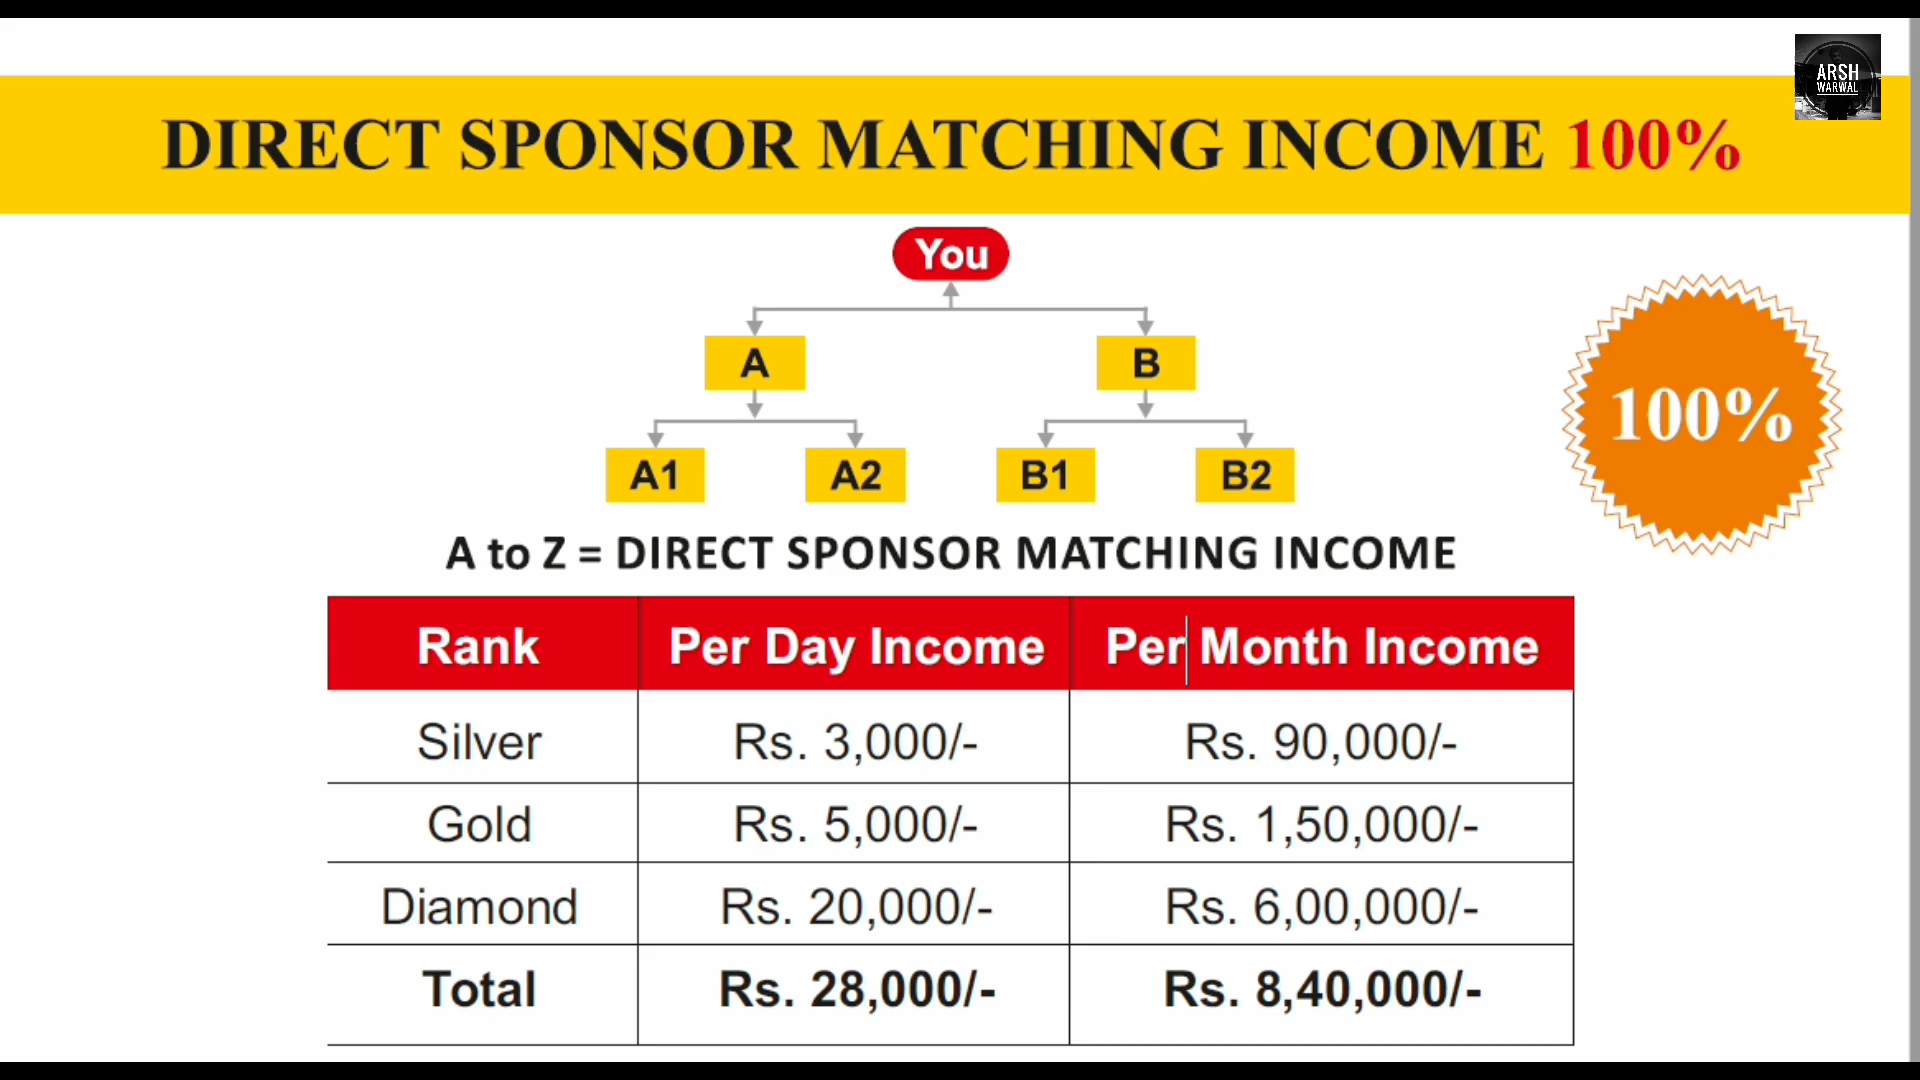 ARSH
WARWAL
DIRECT SPONSOR MATCHING INCOME 100%
You
A B
A1 A2 B1 B2
100%
A to Z = DIRECT SPONSOR MATCHING INCOME
Rank Per Day Income Per Month Income
Silver Rs. 3,000/- Rs. 90,000/-
Gold Rs. 5,000/- Rs. 1,50,000/-
Diamond Rs. 20,000/- Rs. 6,00,000/-
Total Rs. 28,000/- Rs. 8,40,000/-